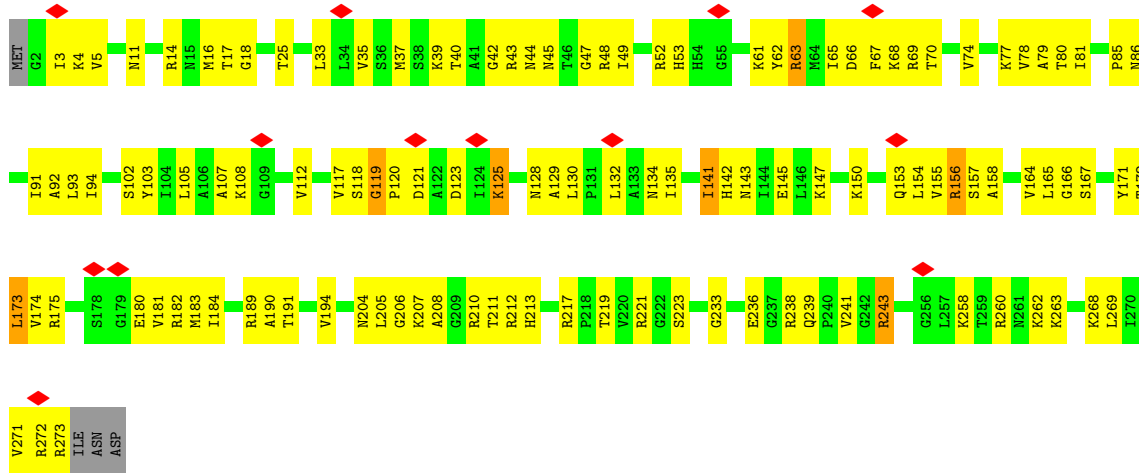 MET G2 I3 K4 V5 N11 R14 N15 M16 T17 G18 T25 L33 L34 V35 S36 M37 S38 K39 T40 A41 G42 R43 N44 N45 T46 G47 R48 I49 R52 H53 H54 G55 K61 Y62 R63 M64 I65 D66 F67 K68 R69 T70 V74 K77 V78 A79 T80 I81 P85 N86
I91 A92 L93 I94 S102 Y103 I104 L105 A106 A107 K108 G109 V112 V117 S118 G119 P120 D121 A122 D123 I124 K125 N128 A129 L130 P131 L132 A133 N134 I135 I141 H142 N143 I144 E145 L146 K147 K150 Q153 L154 V155 R156 S157 A158 V164 L165 G166 S167 Y171
L173 V174 R175 S178 G179 E180 V181 R182 M183 I184 R189 A190 T191 V194 N204 L205 G206 K207 A208 G209 R210 T211 R212 H213 R217 P218 T219 V220 R221 G222 S223 G233 E236 G237 R238 Q239 P240 V241 G242 R243 G256 L257 K258 T259 R260 N261 K262 K263 K268 L269 I270
V271 R272 R273 ILE ASN ASP